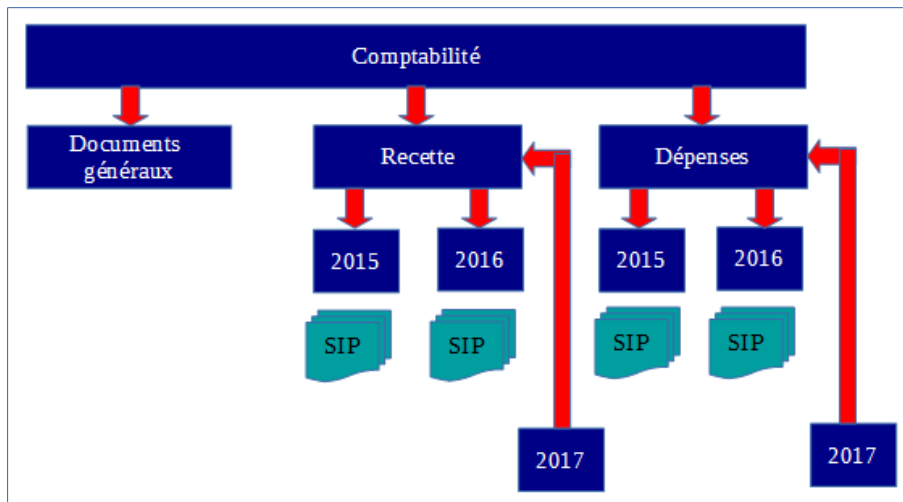 Comptabilité
Documents
généraux
Recette
Dépenses
2015
2016
2015
2016
SIP
SIP
SIP
SIP
2017
2017